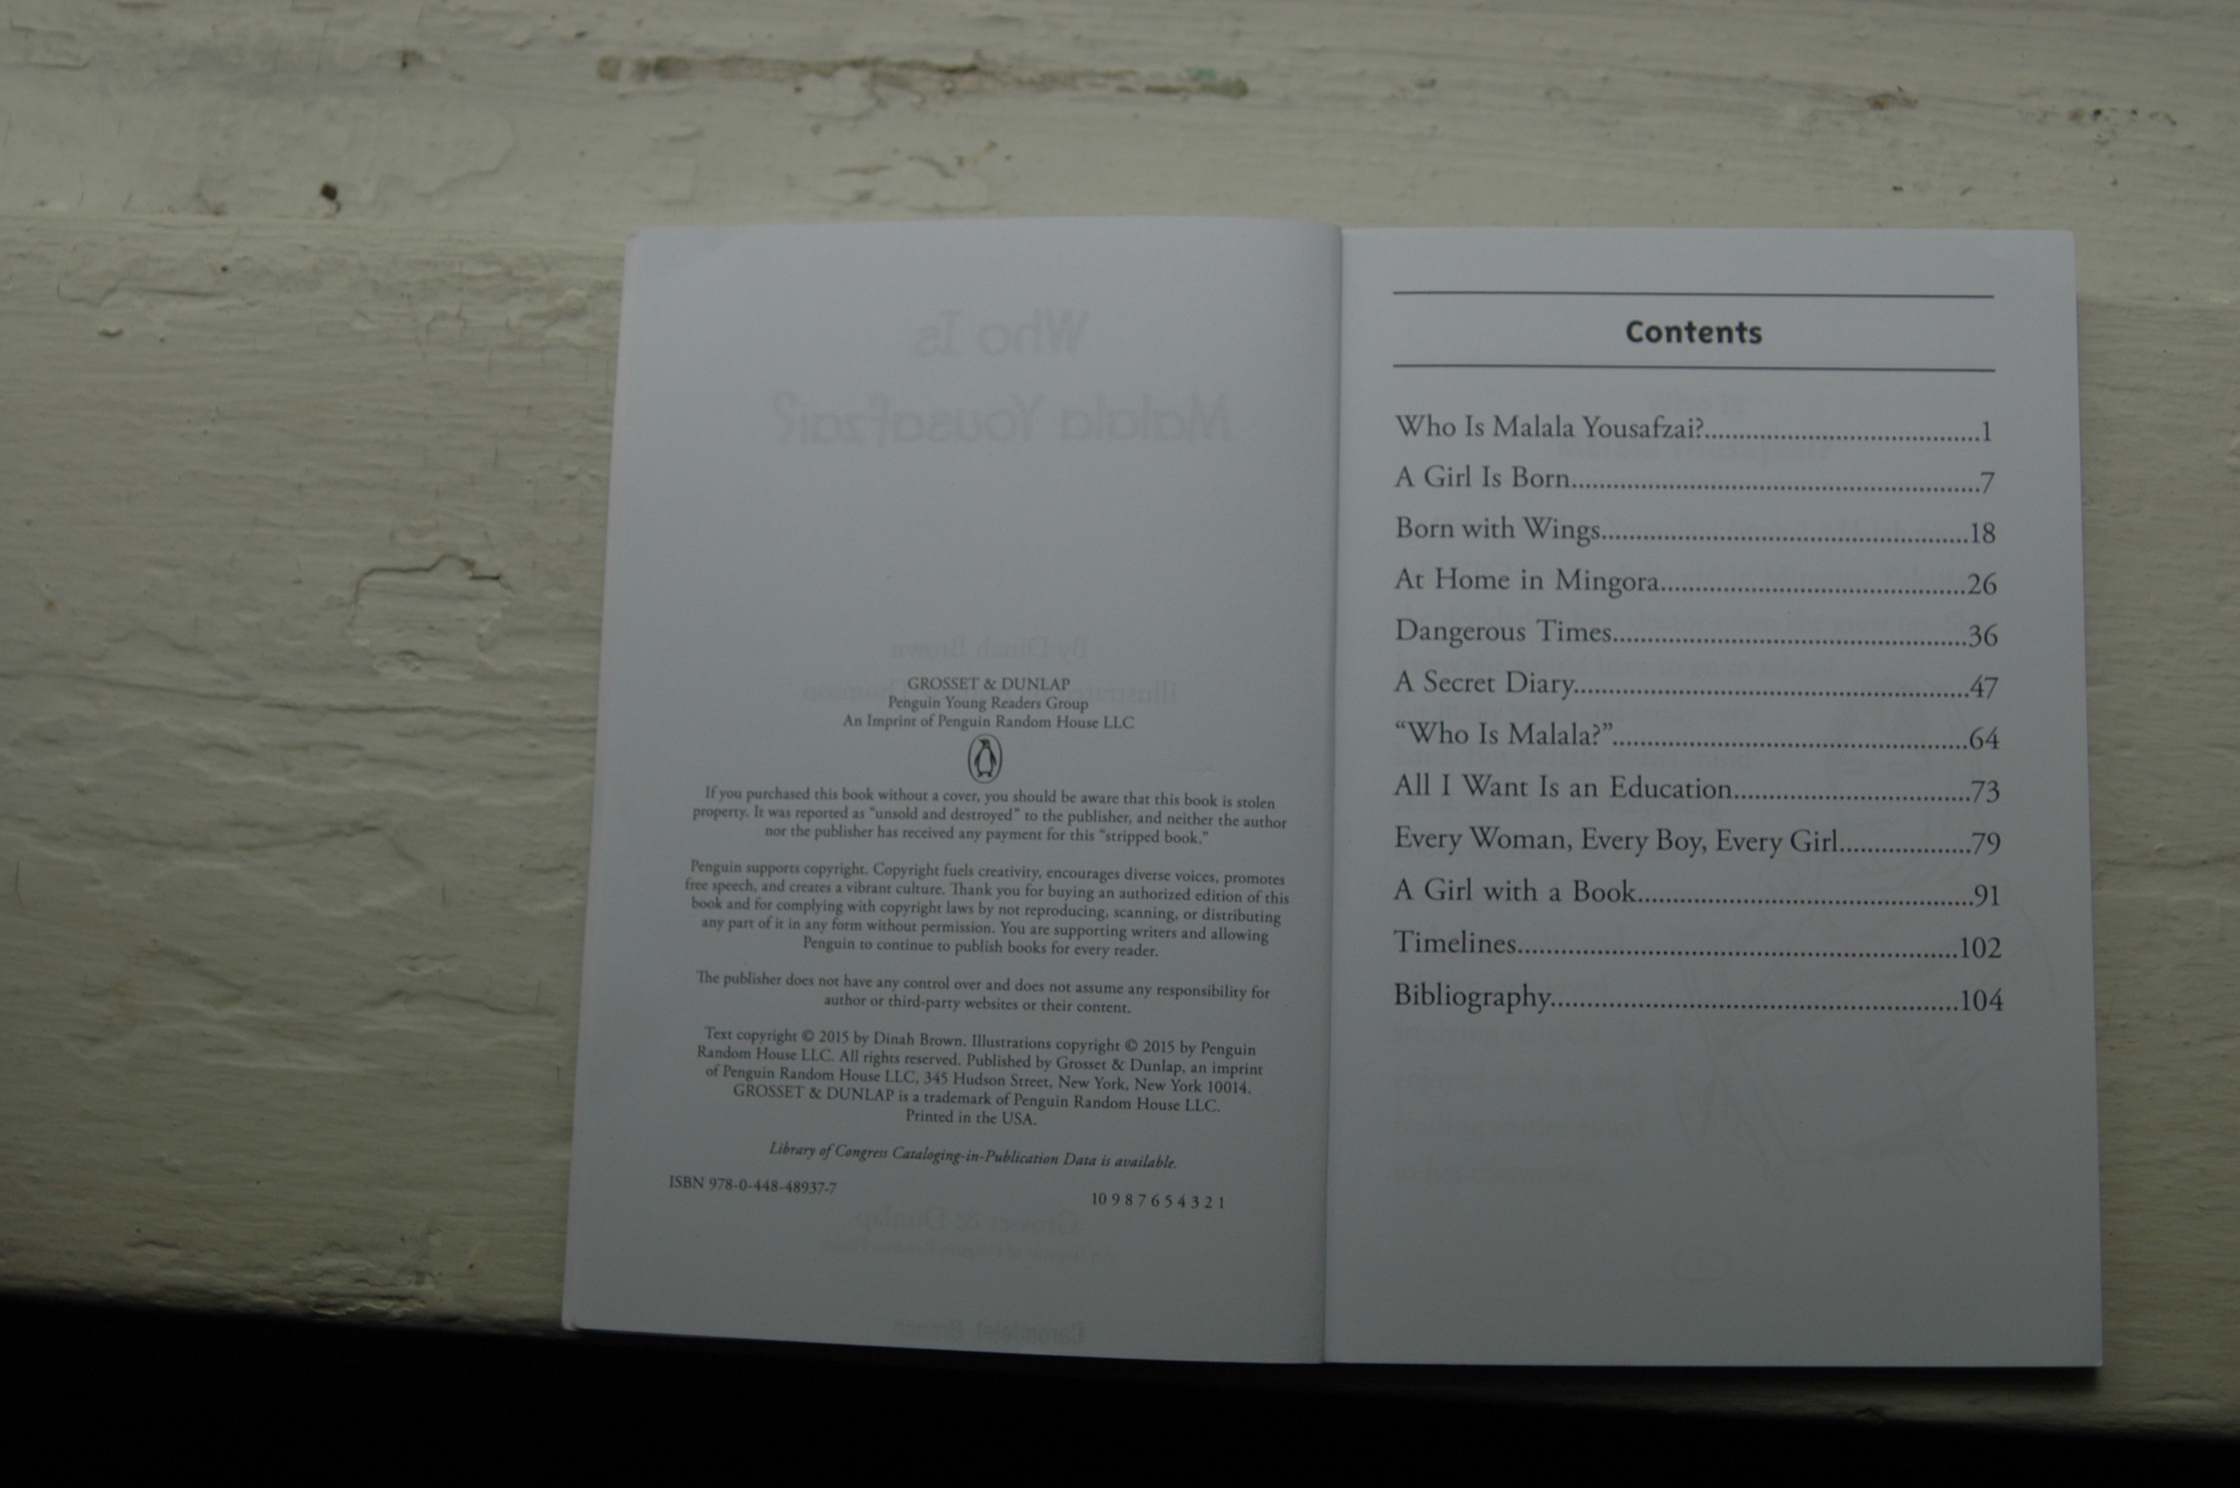 GROSSET & DUNLAP
Penguin Young Readers Group
An Imprint of Penguin Random House LLC
If you purchased this book without a cover, you should be aware that this book is stolen
property. It was reported as "unsold and destroyed" to the publisher, and neither the author
nor the publisher has received any payment for this "stripped book."
Penguin supports copyright. Copyright fuels creativity, encourages diverse voices, promotes
free speech, and creates a vibrant culture. Thank you for buying an authorized edition of this
book and for complying with copyright laws by not reproducing, scanning, or distributing
any part of it in any form without permission. You are supporting writers and allowing
Penguin to continue to publish books for every reader.
The publisher does not have any control over and does not assume any responsibility for
author or third-party websites or their content.
Text copyright © 2015 by Dinah Brown. Illustrations copyright © 2015 by Penguin
Random House LLC. All rights reserved. Published by Grosset & Dunlap, an imprint
of Penguin Random House LLC, 345 Hudson Street, New York, New York 10014.
GROSSET & DUNLAP is a trademark of Penguin Random House LLC.
Printed in the USA.
Library of Congress Cataloging-in-Publication Data is available.
ISBN 978-0-448-48937-7
10 9 8 7 6 5 4 3 2 1
Contents
Who Is Malala Yousafzai?.....1
A Girl Is Born.....7
Born with Wings.....18
At Home in Mingora.....26
Dangerous Times.....36
A Secret Diary.....47
“Who Is Malala?”.....64
All I Want Is an Education.....73
Every Woman, Every Boy, Every Girl.....79
A Girl with a Book.....91
Timelines.....102
Bibliography.....104